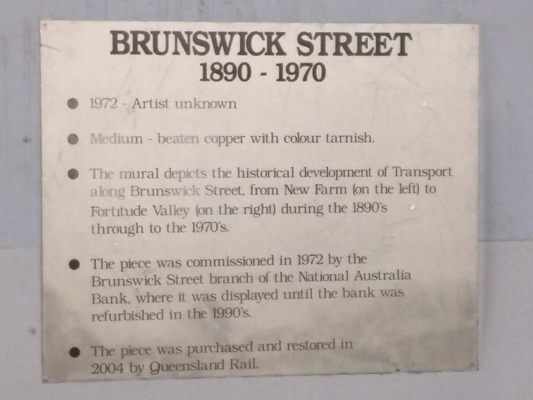 BRUNSWICK STREET
1890 - 1970
● 1972 - Artist unknown
● Medium - beaten copper with colour tarnish.
● The mural depicts the historical development of Transport
along Brunswick Street, from New Farm (on the left) to
Fortitude Valley (on the right) during the 1890's
through to the 1970's.
● The piece was commissioned in 1972 by the
Brunswick Street branch of the National Australia
Bank, where it was displayed until the bank was
refurbished in the 1990's.
● The piece was purchased and restored in
2004 by Queensland Rail.